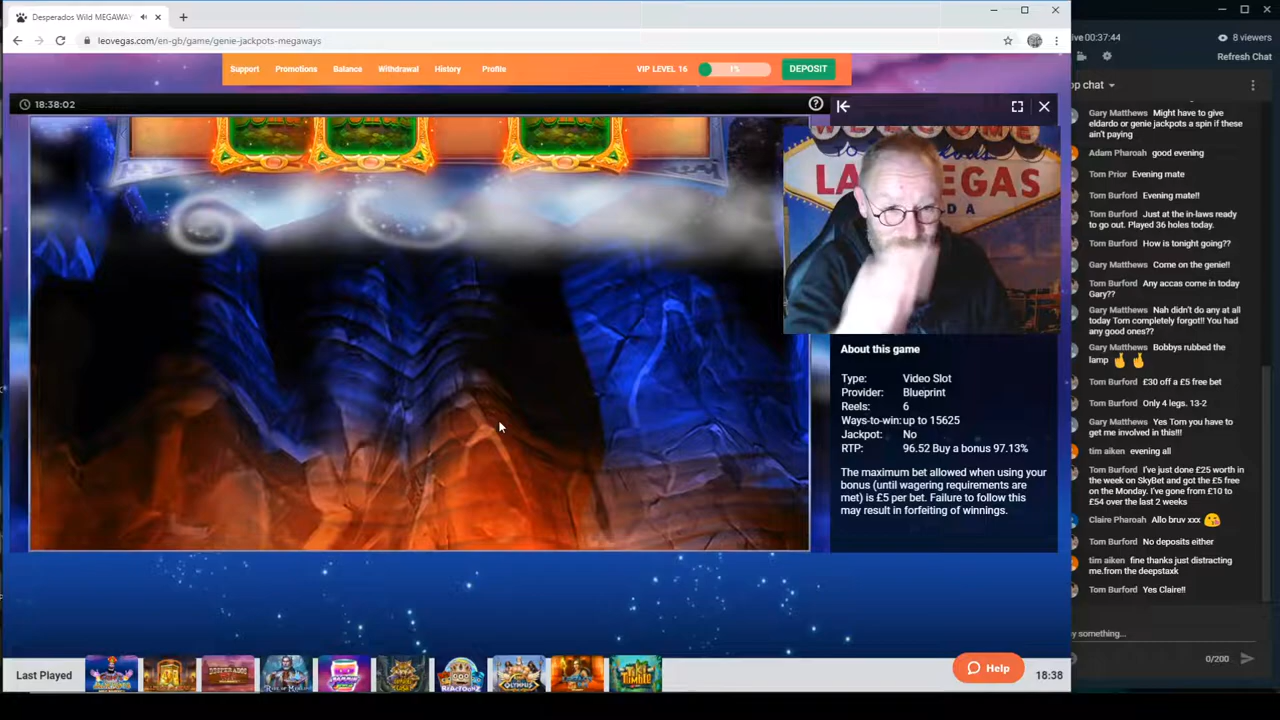 Desperados Wild MEGAWAY
leovegas.com/en-gb/game/genie-jackpots-megaways
Support Promotions Balance Withdrawal History Profile
VIP LEVEL 16 1% DEPOSIT
18:38:02
WELCOME
LAS VEGAS
About this game
Type: Video Slot
Provider: Blueprint
Reels: 6
Ways-to-win: up to 15625
Jackpot: No
RTP: 96.52 Buy a bonus 97.13%
The maximum bet allowed when using your
bonus (until wagering requirements are
met) is £5 per bet. Failure to follow this
may result in forfeiting of winnings.
Last Played
REACTOONZ
Help
18:38
ive 00:37:44
8 viewers
Refresh Chat
op chat
Gary Matthews Might have to give
eldardo or genie jackpots a spin if these
ain't paying
Adam Pharoah good evening
Tom Prior Evening mate
Tom Burford Evening mate!!
Tom Burford Just at the in-laws ready
to go out. Played 36 holes today.
Tom Burford How is tonight going??
Gary Matthews Come on the genie!!
Tom Burford Any accas come in today
Gary??
Gary Matthews Nah didn't do any at all
today Tom completely forgot!! You had
any good ones??
Gary Matthews Bobbys rubbed the
lamp
Tom Burford £30 off a £5 free bet
Tom Burford Only 4 legs. 13-2
Gary Matthews Yes Tom you have to
get me involved in this!!!
tim aiken evening all
Tom Burford I've just done £25 worth in
the week on SkyBet and got the £5 free
on the Monday. I've gone from £10 to
£54 over the last 2 weeks
Claire Pharoah Allo bruv xxx
Tom Burford No deposits either
tim aiken fine thanks just distracting
me.from the deepstaxk
Tom Burford Yes Claire!!
ay something...
0/200